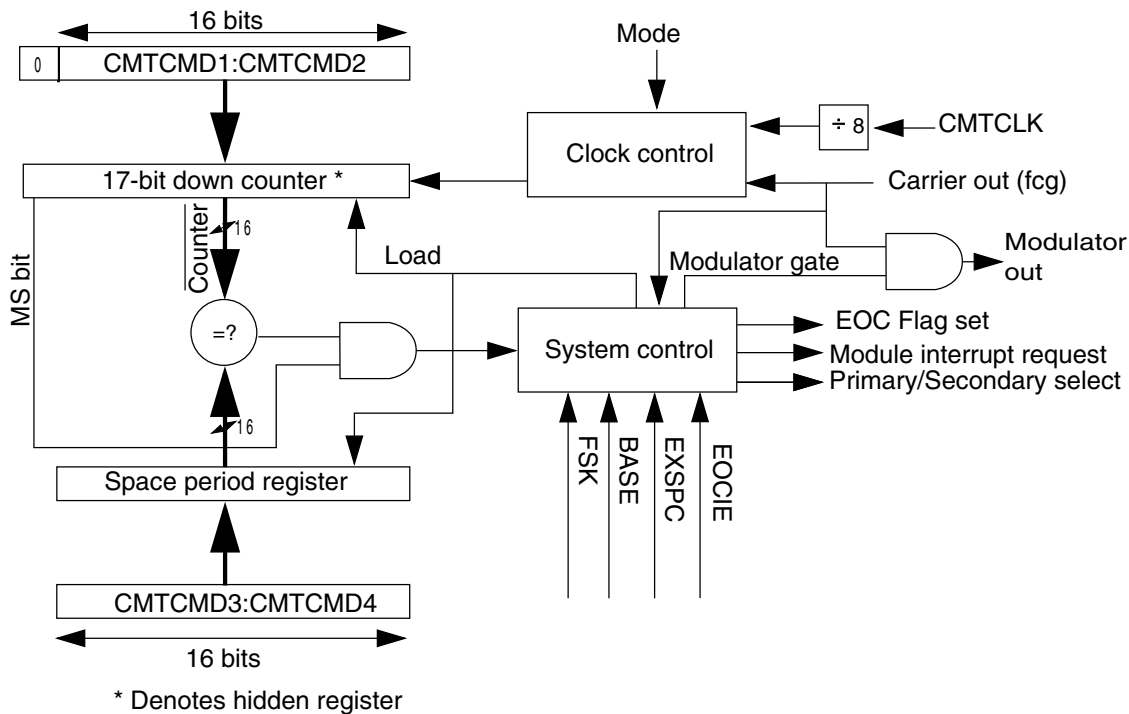 16 bits
0
CMTCMD1:CMTCMD2
Mode
÷ 8
CMTCLK
Clock control
17-bit down counter *
Carrier out (fcg)
MS bit
Counter
16
Load
Modulator gate
Modulator
out
=?
System control
EOC Flag set
Module interrupt request
Primary/Secondary select
16
FSK
BASE
EXSPC
EOCIE
Space period register
CMTCMD3:CMTCMD4
16 bits
* Denotes hidden register